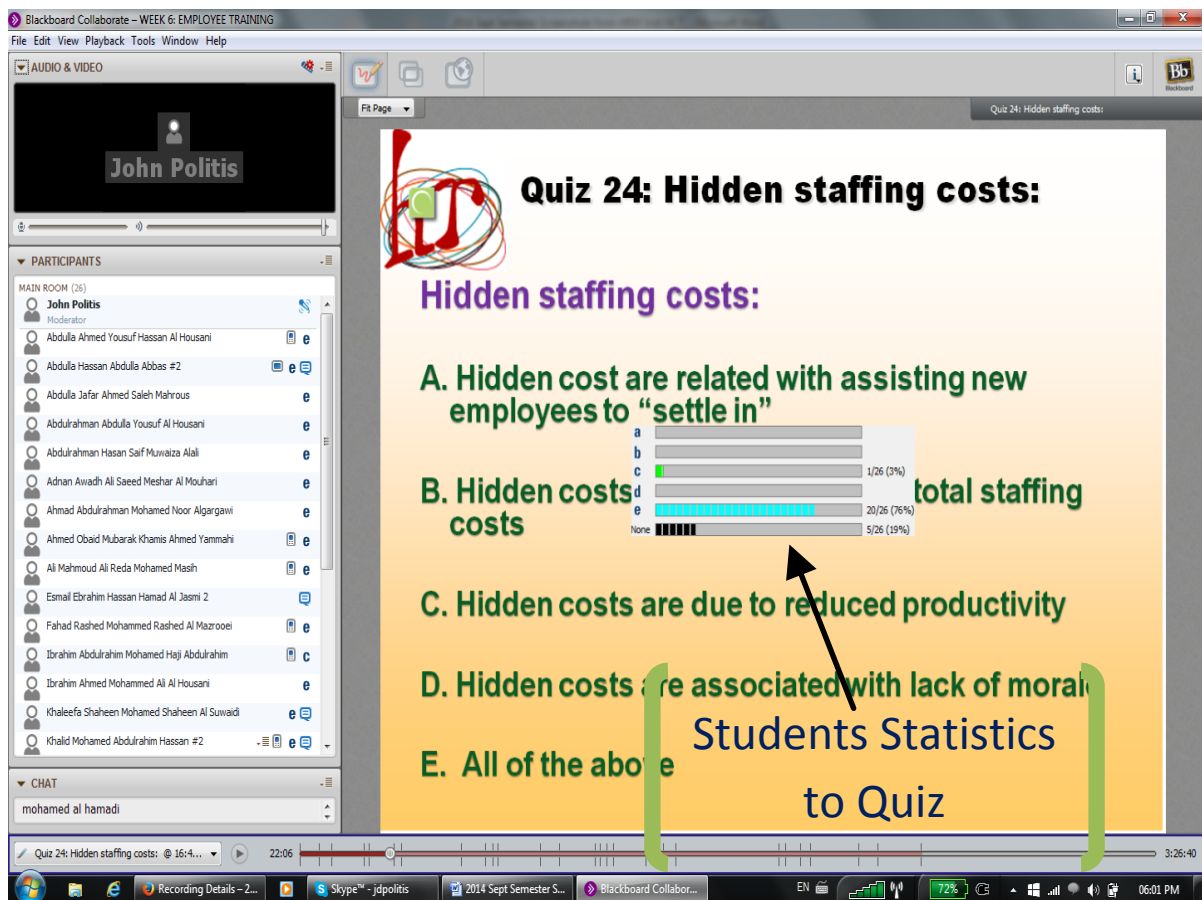 Blackboard Collaborate – WEEK 6: EMPLOYEE TRAINING
File Edit View Playback Tools Window Help
AUDIO & VIDEO
John Politis
PARTICIPANTS
MAIN ROOM (26)
John Politis
Moderator
Abdulla Ahmed Yousuf Hassan Al Housani e
Abdulla Hassan Abdulla Abbas #2 e
Abdulla Jafar Ahmed Saleh Mahrous e
Abdulrahman Abdulla Yousuf Al Housani e
Abdulrahman Hasan Saif Muwaiza Alali e
Adnan Awadh Ali Saeed Meshar Al Mouhari e
Ahmad Abdulrahman Mohamed Noor Algargawi e
Ahmed Obaid Mubarak Khamis Ahmed Yammahi e
Ali Mahmoud Ali Reda Mohamed Masih e
Esmail Ebrahim Hassan Hamad Al Jasmi 2
Fahad Rashed Mohammed Rashed Al Mazrooei e
Ibrahim Abdulrahim Mohamed Haji Abdulrahim c
Ibrahim Ahmed Mohammed Ali Al Housani e
Khaleefa Shaheen Mohamed Shaheen Al Suwaidi e
Khalid Mohamed Abdulrahim Hassan #2 e
CHAT
mohamed al hamadi
Fit Page
Quiz 24: Hidden staffing costs:
i
Bb
Blackboard
hr
Quiz 24: Hidden staffing costs:
Hidden staffing costs:
A. Hidden cost are related with assisting new
employees to “settle in”
a
b
c 1/26 (3%)
d
e 20/26 (76%)
None 5/26 (19%)
B. Hidden costs total staffing
costs
C. Hidden costs are due to reduced productivity
D. Hidden costs are associated with lack of morale
E. All of the above
Students Statistics
to Quiz
Quiz 24: Hidden staffing costs: @ 16:4... 22:06 3:26:40
Recording Details – 2... Skype™ - jdpolitis 2014 Sept Semester S... Blackboard Collabor... EN 72% 06:01 PM